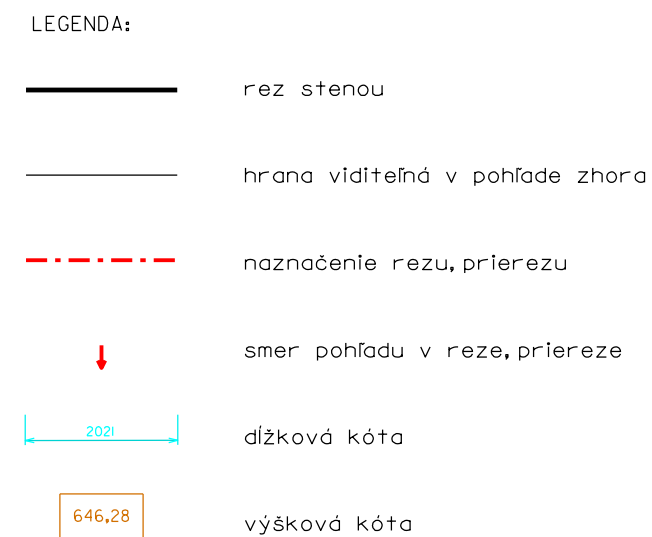 LEGENDA:
rez stenou
hrana viditeľná v pohľade zhora
naznačenie rezu, prierezu
smer pohľadu v reze, priereze
2021
dĺžková kóta
646,28
výšková kóta